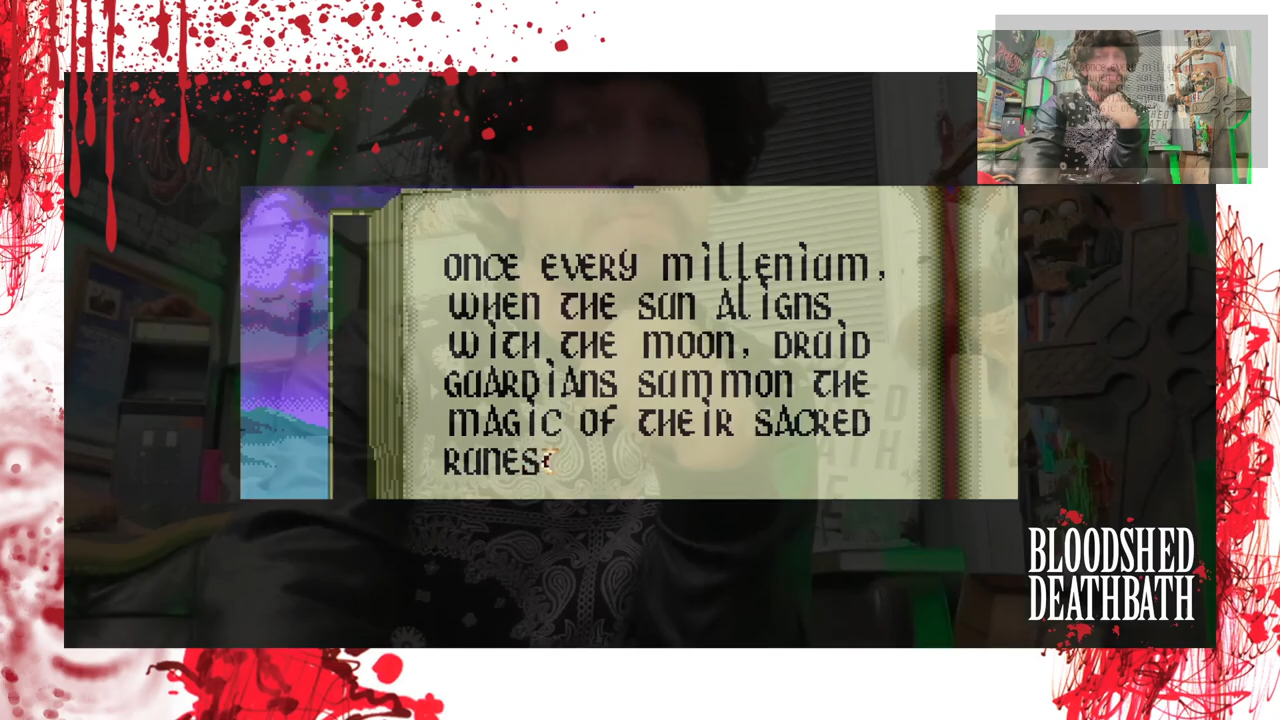 ONCE EVERY millenium,
WHEN THE SUN ALIGNS
WITH THE MOON, DRUID
GUARDIANS SUMMON THE
MAGIC OF THEIR SACRED
RUNES
BLOODSHED
DEATHBATH